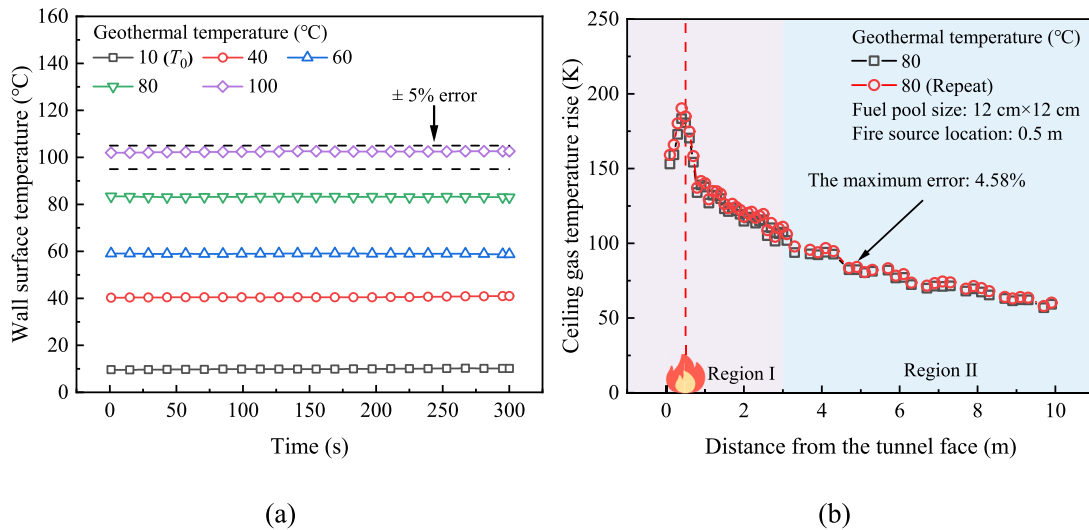 (a)
160
140
120
100
80
60
40
20
0
Wall surface temperature (℃)
Geothermal temperature (℃)
10 (T₀) 40 60
80 100
± 5% error
0 50 100 150 200 250 300
Time (s)
(a)
(b)
250
200
150
100
50
0
Ceiling gas temperature rise (K)
Geothermal temperature (℃)
80
80 (Repeat)
Fuel pool size: 12 cm×12 cm
Fire source location: 0.5 m
The maximum error: 4.58%
Region I
Region II
0 2 4 6 8 10
Distance from the tunnel face (m)
(b)